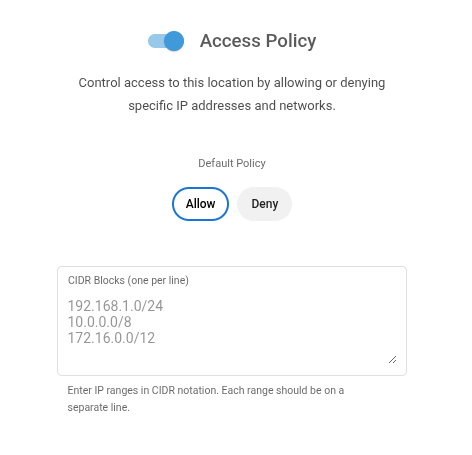 Access Policy
Control access to this location by allowing or denying
specific IP addresses and networks.
Default Policy
Allow
Deny
CIDR Blocks (one per line)
192.168.1.0/24
10.0.0.0/8
172.16.0.0/12
Enter IP ranges in CIDR notation. Each range should be on a
separate line.